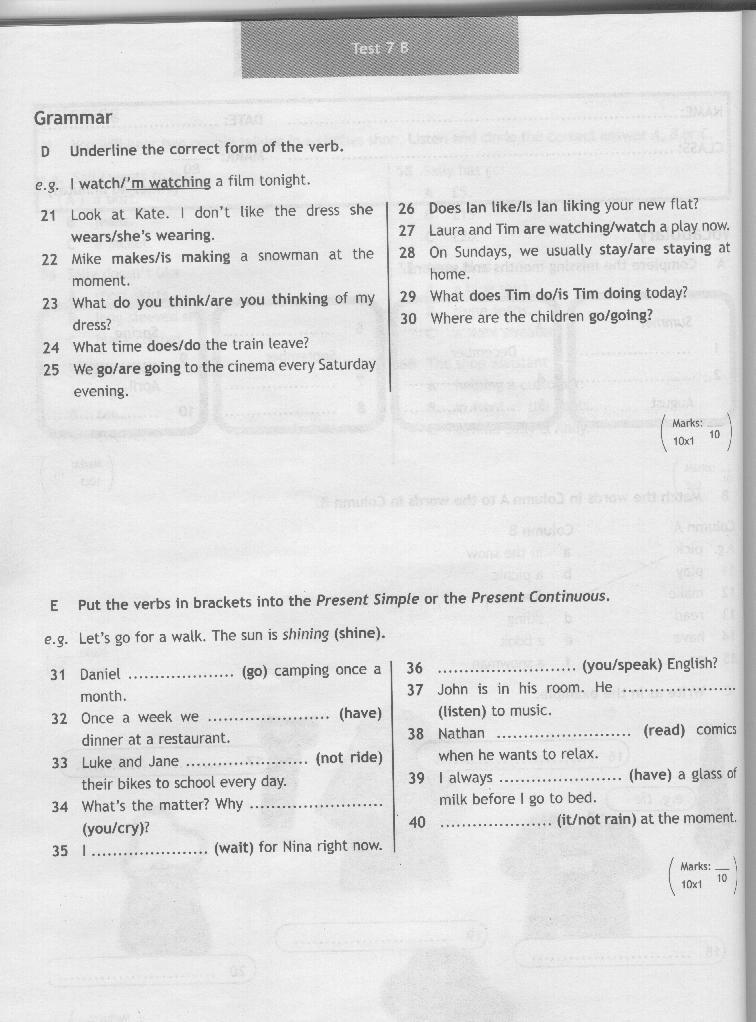 Test 7 B
Grammar
D Underline the correct form of the verb.
e.g. I watch/'m watching a film tonight.
21 Look at Kate. I don't like the dress she
wears/she's wearing.
22 Mike makes/is making a snowman at the
moment.
23 What do you think/are you thinking of my
dress?
24 What time does/do the train leave?
25 We go/are going to the cinema every Saturday
evening.
26 Does Ian like/Is Ian liking your new flat?
27 Laura and Tim are watching/watch a play now.
28 On Sundays, we usually stay/are staying at
home.
29 What does Tim do/is Tim doing today?
30 Where are the children go/going?
Marks: __
10x1 10
E Put the verbs in brackets into the Present Simple or the Present Continuous.
e.g. Let's go for a walk. The sun is shining (shine).
31 Daniel .................... (go) camping once a
month.
32 Once a week we ....................... (have)
dinner at a restaurant.
33 Luke and Jane ....................... (not ride)
their bikes to school every day.
34 What's the matter? Why .........................
(you/cry)?
35 I ...................... (wait) for Nina right now.
36 .......................... (you/speak) English?
37 John is in his room. He ......................
(listen) to music.
38 Nathan .......................... (read) comics
when he wants to relax.
39 I always ........................ (have) a glass of
milk before I go to bed.
40 ..................... (it/not rain) at the moment.
Marks: __
10x1 10